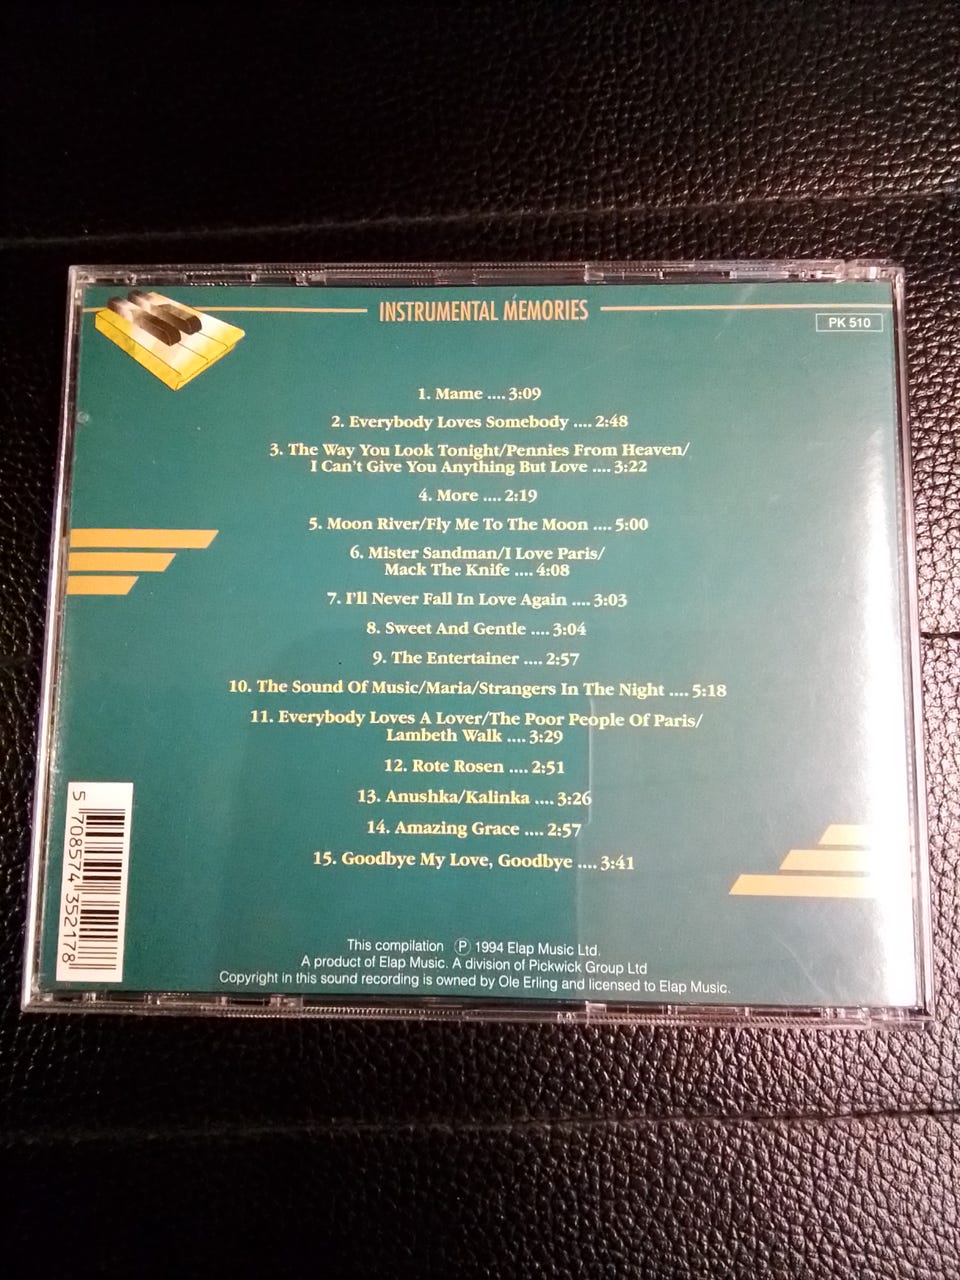 INSTRUMENTAL MEMORIES
PK 510
1. Mame .... 3:09
2. Everybody Loves Somebody .... 2:48
3. The Way You Look Tonight/Pennies From Heaven/
I Can't Give You Anything But Love .... 3:22
4. More .... 2:19
5. Moon River/Fly Me To The Moon .... 5:00
6. Mister Sandman/I Love Paris/
Mack The Knife .... 4:08
7. I'll Never Fall In Love Again .... 3:03
8. Sweet And Gentle .... 3:04
9. The Entertainer .... 2:57
10. The Sound Of Music/Maria/Strangers In The Night .... 5:18
11. Everybody Loves A Lover/The Poor People Of Paris/
Lambeth Walk .... 3:29
12. Rote Rosen .... 2:51
13. Anushka/Kalinka .... 3:26
14. Amazing Grace .... 2:57
15. Goodbye My Love, Goodbye .... 3:41
5 708574 352178
This compilation Ⓟ 1994 Elap Music Ltd.
A product of Elap Music. A division of Pickwick Group Ltd
Copyright in this sound recording is owned by Ole Erling and licensed to Elap Music.